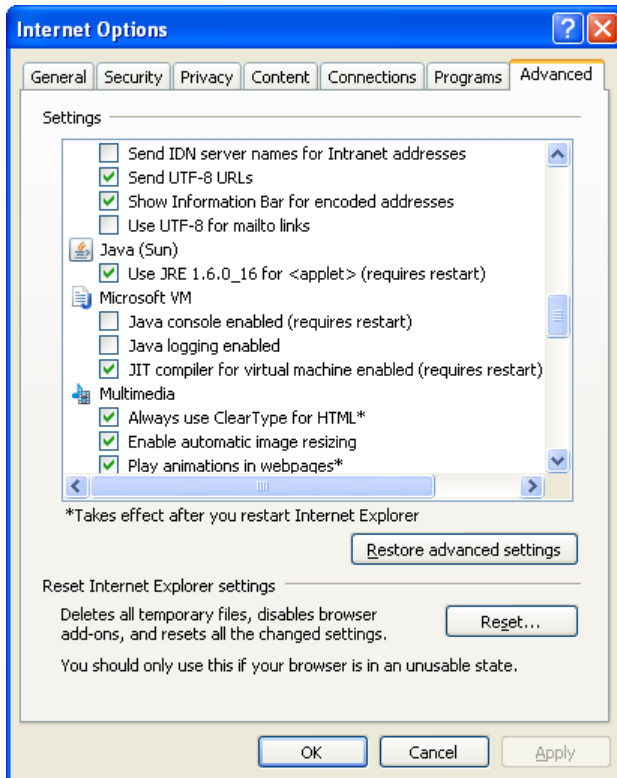 Internet Options
General Security Privacy Content Connections Programs Advanced
Settings
Send IDN server names for Intranet addresses
Send UTF-8 URLs
Show Information Bar for encoded addresses
Use UTF-8 for mailto links
Java (Sun)
Use JRE 1.6.0_16 for <applet> (requires restart)
Microsoft VM
Java console enabled (requires restart)
Java logging enabled
JIT compiler for virtual machine enabled (requires restart)
Multimedia
Always use ClearType for HTML*
Enable automatic image resizing
Play animations in webpages*
*Takes effect after you restart Internet Explorer
Restore advanced settings
Reset Internet Explorer settings
Deletes all temporary files, disables browser
add-ons, and resets all the changed settings.
Reset...
You should only use this if your browser is in an unusable state.
OK Cancel Apply